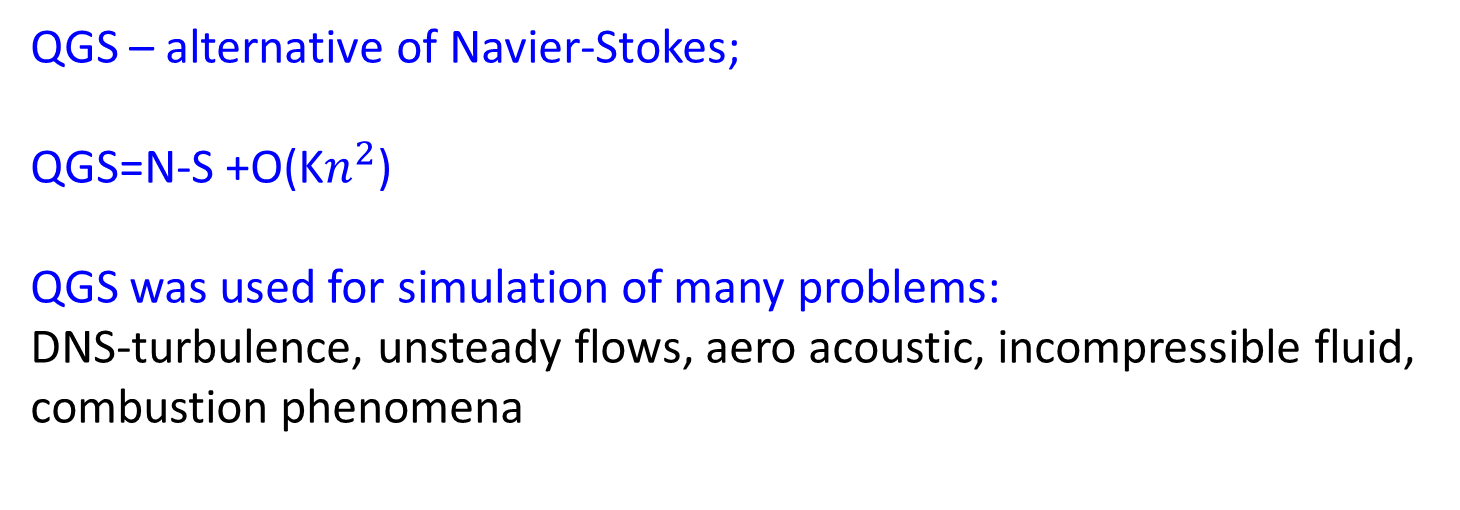 QGS – alternative of Navier-Stokes;
QGS=N-S +O(K𝑛²)
QGS was used for simulation of many problems:
DNS-turbulence, unsteady flows, aero acoustic, incompressible fluid,
combustion phenomena